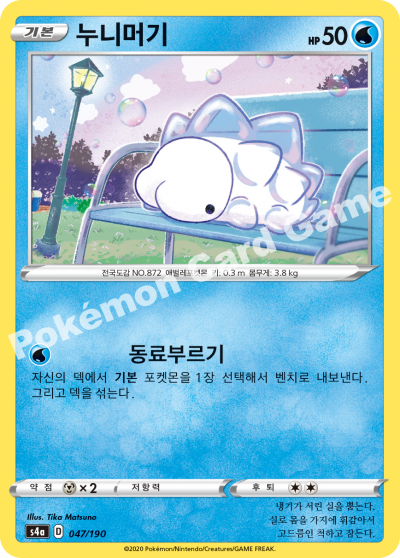 기본
누니머기
HP 50
Pokémon Card Game
전국도감 NO.872 애벌레포켓몬 키: 0.3 m 몸무게: 3.8 kg
동료부르기
자신의 덱에서 기본 포켓몬을 1장 선택해서 벤치로 내보낸다.
그리고 덱을 섞는다.
약점 ×2 저항력 후퇴
Illus. Tika Matsuno
냉기가 서린 실을 뿜는다.
실로 몸을 가지에 휘감아서
고드름인 척하고 잠든다.
s4a D 047/190
©2020 Pokémon/Nintendo/Creatures/GAME FREAK.